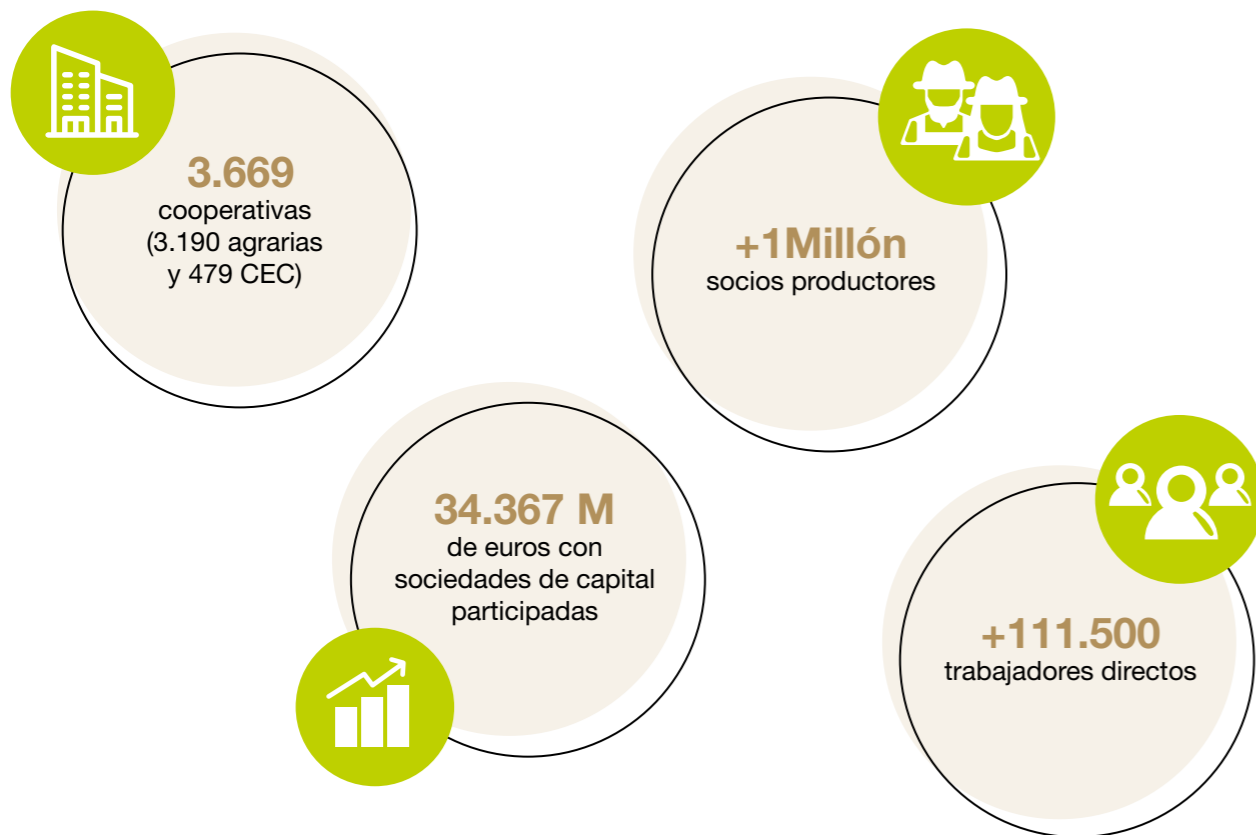 3.669
cooperativas
(3.190 agrarias
y 479 CEC)
+1Millón
socios productores
34.367 M
de euros con
sociedades de capital
participadas
+111.500
trabajadores directos